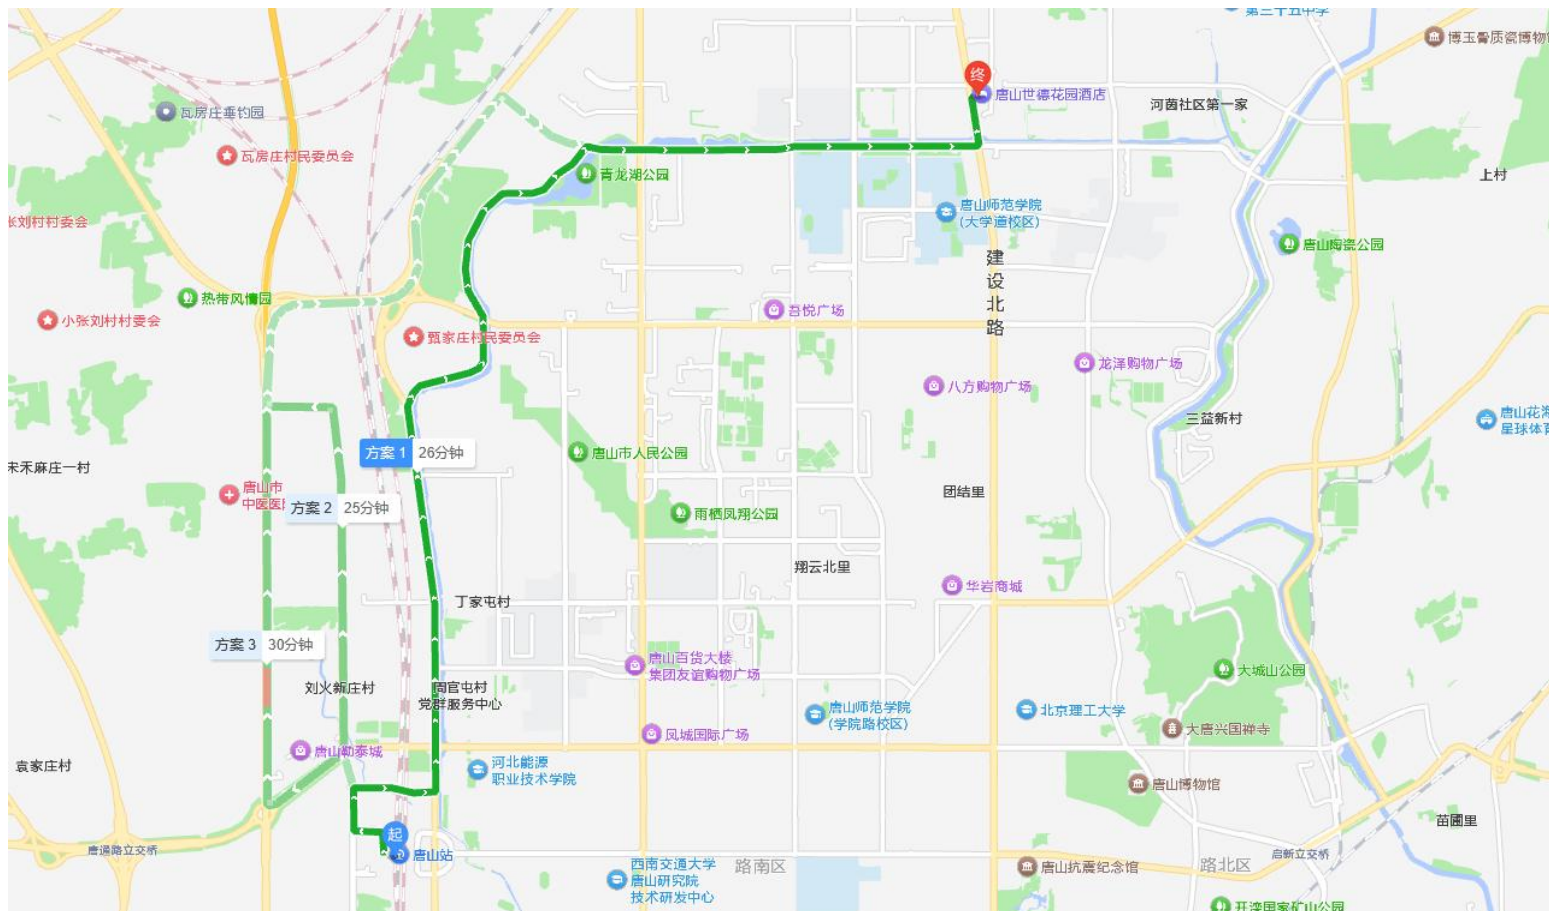 第三十五中学
博玉骨质瓷博物馆
终
唐山世德花园酒店
河茵社区第一家
瓦房庄垂钓园
瓦房庄村民委员会
青龙湖公园
上村
张刘村村委会
唐山师范学院
(大学道校区)
唐山陶瓷公园
建设北路
热带风情园
小张刘村村委会
吾悦广场
甄家庄村民委员会
龙泽购物广场
八方购物广场
三益新村
唐山花海
星球体育
方案 1
26分钟
唐山市人民公园
宋禾麻庄一村
唐山市
中医医院
方案 2
25分钟
团结里
雨栖凤翔公园
翔云北里
华岩商城
丁家屯村
方案 3
30分钟
唐山百货大楼
集团友谊购物广场
大城山公园
刘火新庄村
周官屯村
党群服务中心
唐山师范学院
(学院路校区)
北京理工大学
大唐兴国禅寺
凤城国际广场
唐山勒泰城
袁家庄村
河北能源
职业技术学院
唐山博物馆
苗圃里
起
唐通路立交桥
唐山站
西南交通大学
唐山研究院
技术研发中心
路南区
唐山抗震纪念馆
路北区
启新立交桥
开滦国家矿山公园